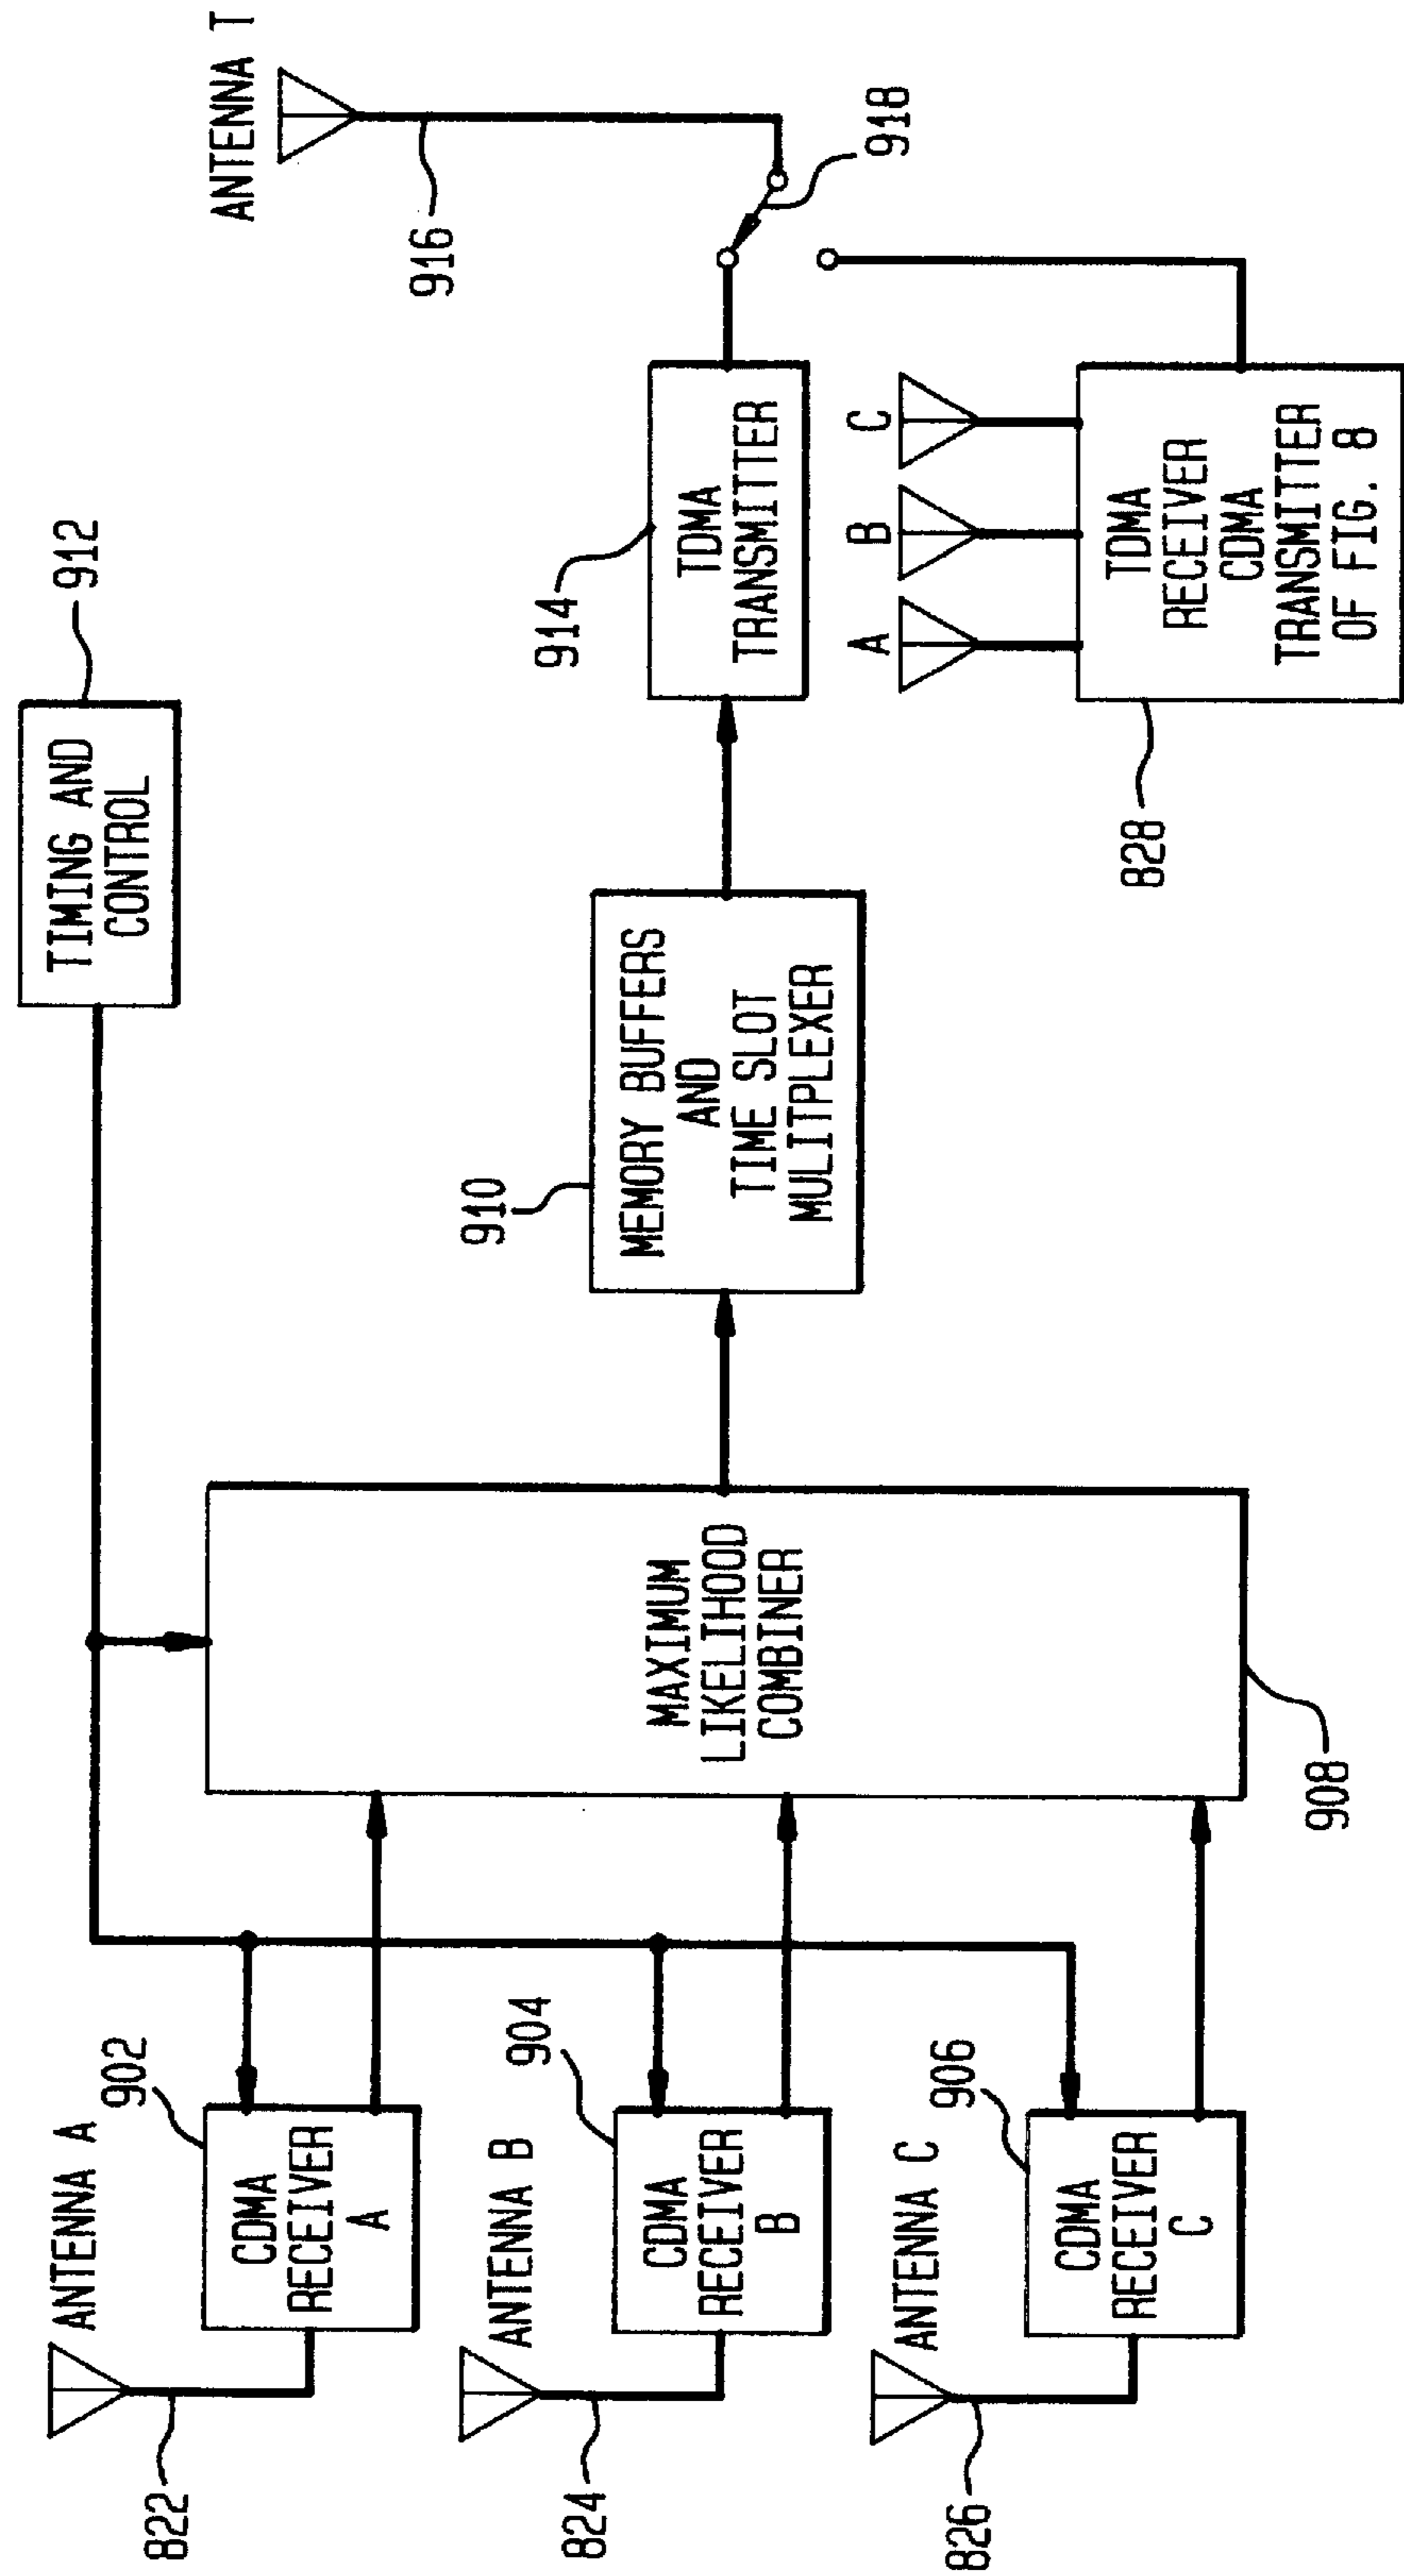 TIMING AND
CONTROL
912
ANTENNA T
916
918
ANTENNA A
822
902
CDMA
RECEIVER
A
ANTENNA B
824
904
CDMA
RECEIVER
B
ANTENNA C
826
906
CDMA
RECEIVER
C
MAXIMUM
LIKELIHOOD
COMBINER
908
910
MEMORY BUFFERS
AND
TIME SLOT
MULITPLEXER
914
TDMA
TRANSMITTER
A
B
C
828
TDMA
RECEIVER
CDMA
TRANSMITTER
OF FIG. 8